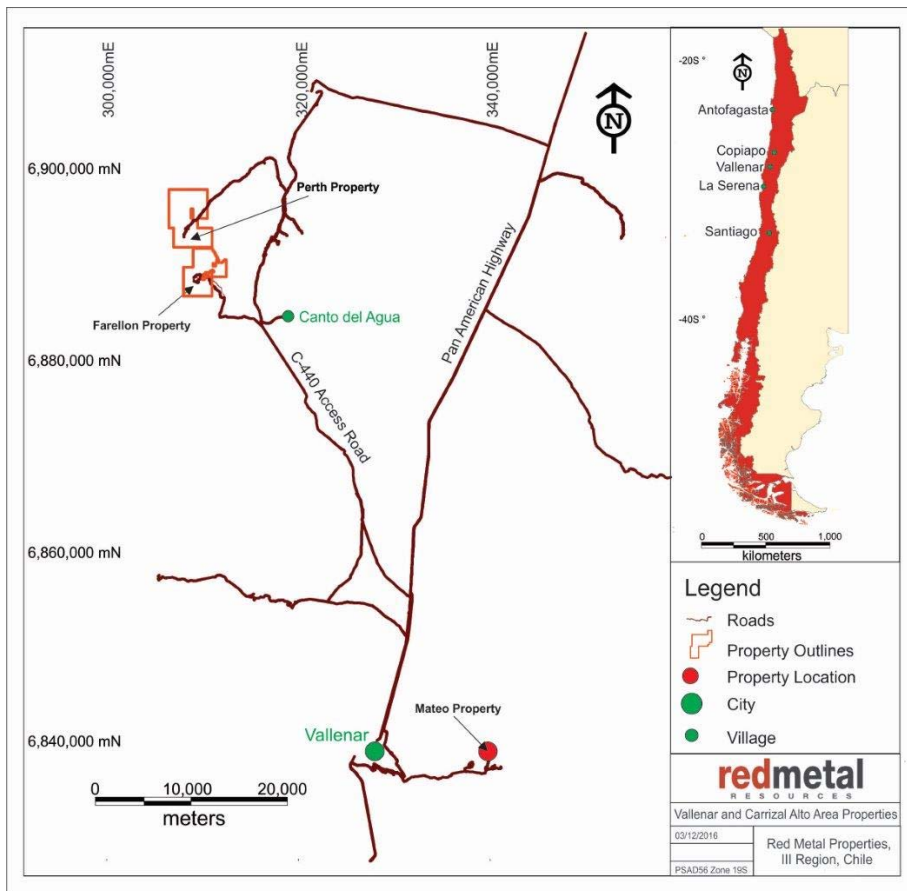 300,000mE
320,000mE
340,000mE
N
6,900,000 mN
Perth Property
Farellon Property
Canto del Agua
6,880,000 mN
C-440 Access Road
Pan American Highway
6,860,000 mN
6,840,000 mN
Vallenar
Mateo Property
0 10,000 20,000
meters
-20S °
N
Antofagasta
Copiapo
Vallenar
La Serena
Santiago
-40S °
0 500 1,000
kilometers
Legend
Roads
Property Outlines
Property Location
City
Village
redmetal
RESOURCES
Vallenar and Carrizal Alto Area Properties
03/12/2016
PSAD56 Zone 19S
Red Metal Properties,
III Region, Chile